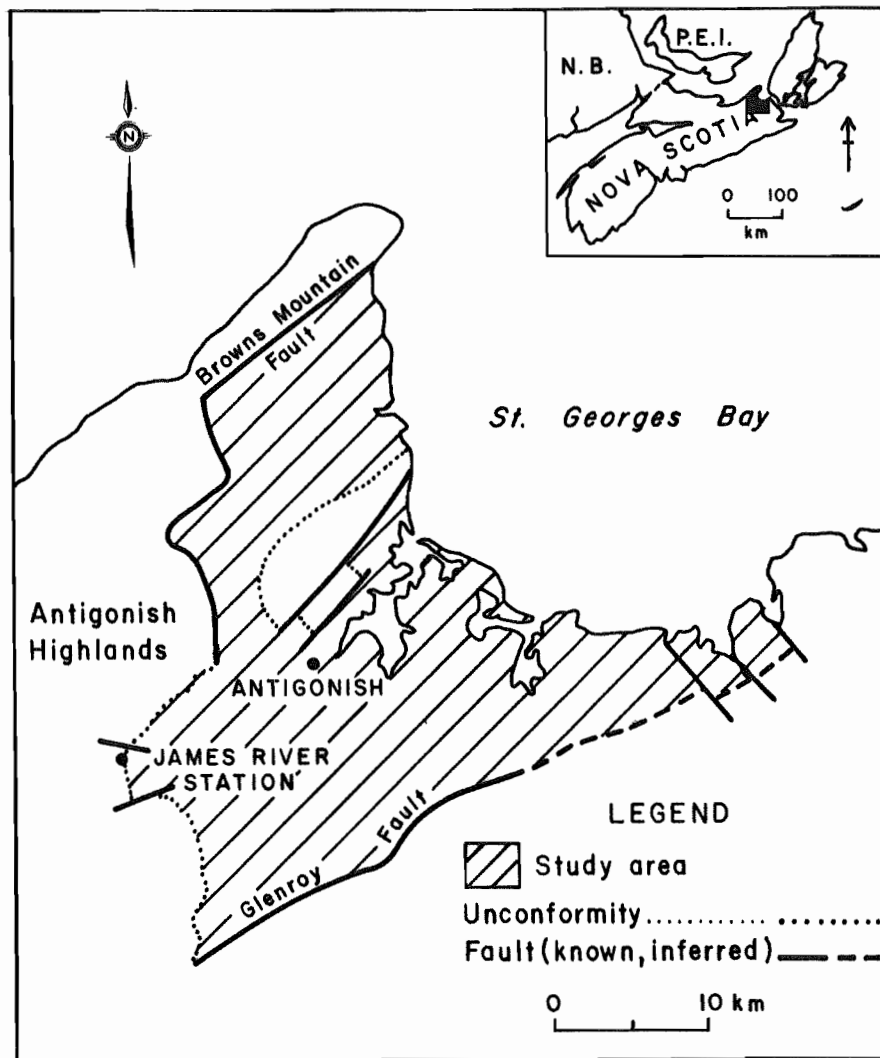 P.E.I.
N.B.
NOVA SCOTIA
0 100
km
N
Browns Mountain
Fault
St. Georges Bay
Antigonish
Highlands
ANTIGONISH
JAMES RIVER
STATION
Glenroy Fault
LEGEND
Study area
Unconformity
Fault (known, inferred)
0 10 km